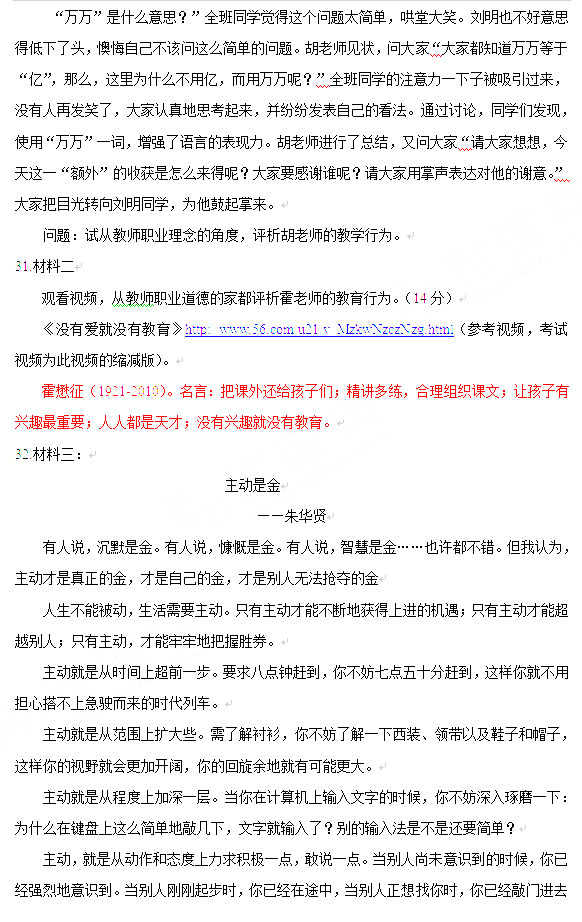 “万万”是什么意思？”全班同学觉得这个问题太简单，哄堂大笑。刘明也不好意思
得低下了头，懊悔自己不该问这么简单的问题。胡老师见状，问大家“大家都知道万万等于
“亿”，那么，这里为什么不用亿，而用万万呢？”全班同学的注意力一下子被吸引过来，
没有人再发笑了，大家认真地思考起来，并纷纷发表自己的看法。通过讨论，同学们发现，
使用“万万”一词，增强了语言的表现力。胡老师进行了总结，又问大家“请大家想想，今
天这一“额外”的收获是怎么来得呢？大家要感谢谁呢？请大家用掌声表达对他的谢意。”
大家把目光转向刘明同学，为他鼓起掌来。
问题：试从教师职业理念的角度，评析胡老师的教学行为。
31.材料二
观看视频，从教师职业道德的家都评析霍老师的教育行为。（14 分）
《没有爱就没有教育》http: www.56.com u21 v MzkwNzczNzg.html（参考视频，考试
视频为此视频的缩减版）。
霍懋征（1921-2010）。名言：把课外还给孩子们；精讲多练，合理组织课文；让孩子有
兴趣最重要；人人都是天才；没有兴趣就没有教育。
32.材料三：
主动是金
——朱华贤
有人说，沉默是金。有人说，慷慨是金。有人说，智慧是金……也许都不错。但我认为，
主动才是真正的金，才是自己的金，才是别人无法抢夺的金
人生不能被动，生活需要主动。只有主动才能不断地获得上进的机遇；只有主动才能超
越别人；只有主动，才能牢牢地把握胜券。
主动就是从时间上超前一步。要求八点钟赶到，你不妨七点五十分赶到，这样你就不用
担心搭不上急驶而来的时代列车。
主动就是从范围上扩大些。需了解衬衫，你不妨了解一下西装、领带以及鞋子和帽子，
这样你的视野就会更加开阔，你的回旋余地就有可能更大。
主动就是从程度上加深一层。当你在计算机上输入文字的时候，你不妨深入琢磨一下：
为什么在键盘上这么简单地敲几下，文字就输入了？别的输入法是不是还要简单？
主动，就是从动作和态度上力求积极一点，敢说一点。当别人尚未意识到的时候，你已
经强烈地意识到。当别人刚刚起步时，你已经在途中，当别人正想找你时，你已经敲门进去